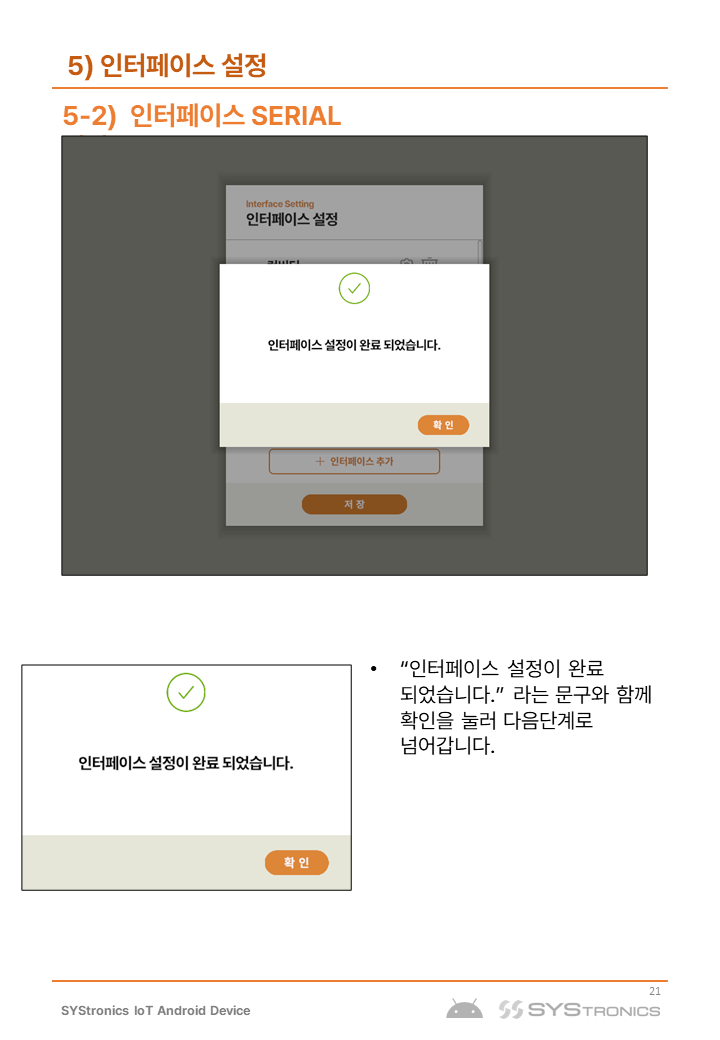 5) 인터페이스 설정
5-2) 인터페이스 SERIAL
Interface Setting
인터페이스 설정
인터페이스 설정이 완료 되었습니다.
확 인
+ 인터페이스 추가
저 장
인터페이스 설정이 완료 되었습니다.
확 인
• “인터페이스 설정이 완료
되었습니다.” 라는 문구와 함께
확인을 눌러 다음단계로
넘어갑니다.
21
SYStronics IoT Android Device
SYSTRONICS